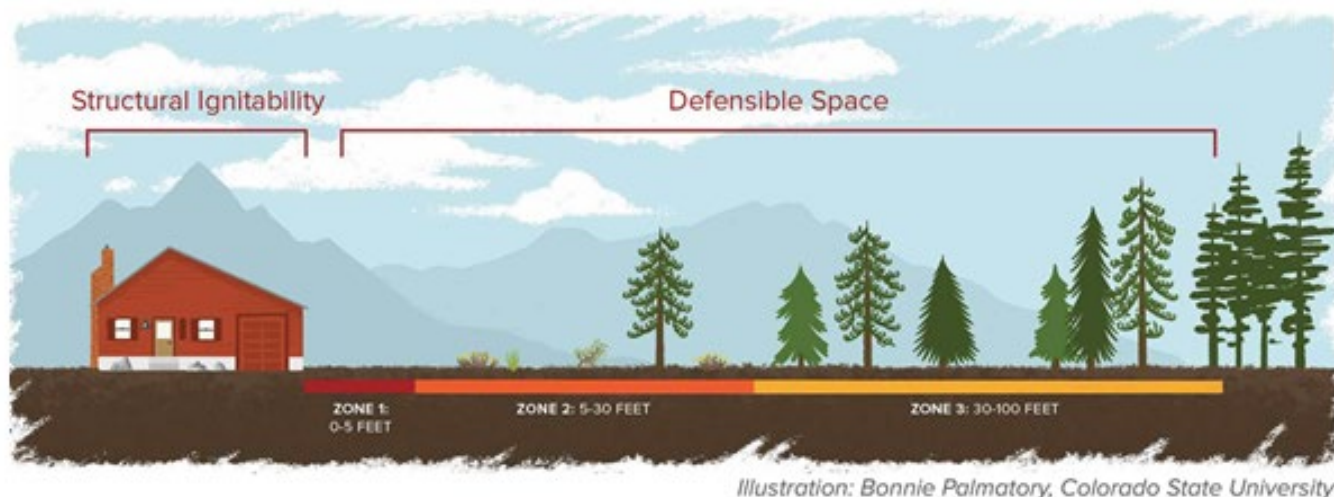 Structural Ignitability
Defensible Space
ZONE 1:
0-5 FEET
ZONE 2: 5-30 FEET
ZONE 3: 30-100 FEET
Illustration: Bonnie Palmatory, Colorado State University